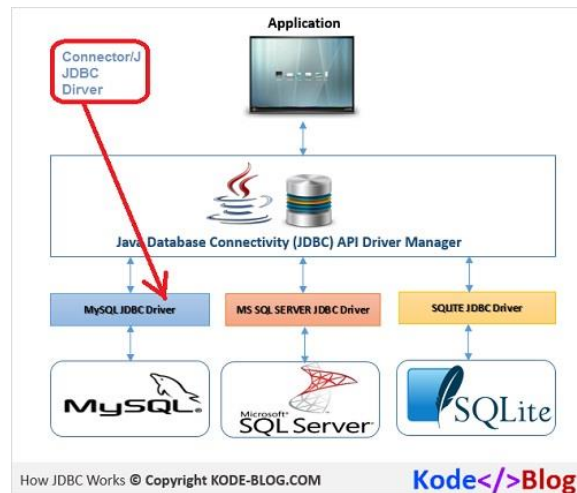 Application
Connector/J
JDBC
Dirver
Java Database Connectivity (JDBC) API Driver Manager
MySQL JDBC Driver
MS SQL SERVER JDBC Driver
SQLITE JDBC Driver
MySQL®
Microsoft®
SQL Server®
SQLite
How JDBC Works © Copyright KODE-BLOG.COM
Kode</>Blog